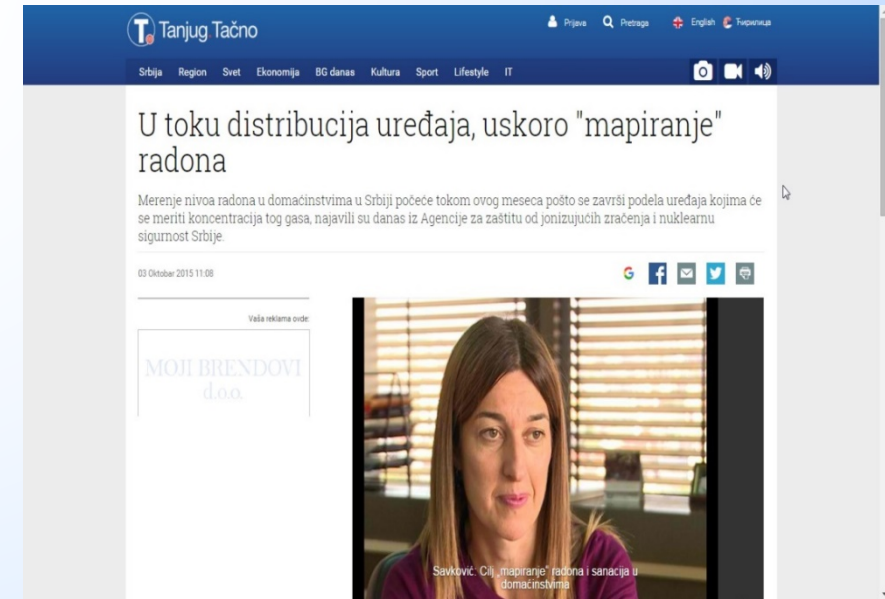 Tanjug Tačno
Prijava Pretraga English Ћирилица
Srbija Region Svet Ekonomija BG danas Kultura Sport Lifestyle IT
U toku distribucija uređaja, uskoro "mapiranje"
radona
Merenje nivoa radona u domaćinstvima u Srbiji počeće tokom ovog meseca pošto se završi podela uređaja kojima će
se meriti koncentracija tog gasa, najavili su danas iz Agencije za zaštitu od jonizujućih zračenja i nuklearnu
sigurnost Srbije.
03 Oktobar 2015 11:08
Vaša reklama ovde:
MOJI BRENDOVI
d.o.o.
Savković: Cilj „mapiranje" radona i sanacija u
domaćinstvima